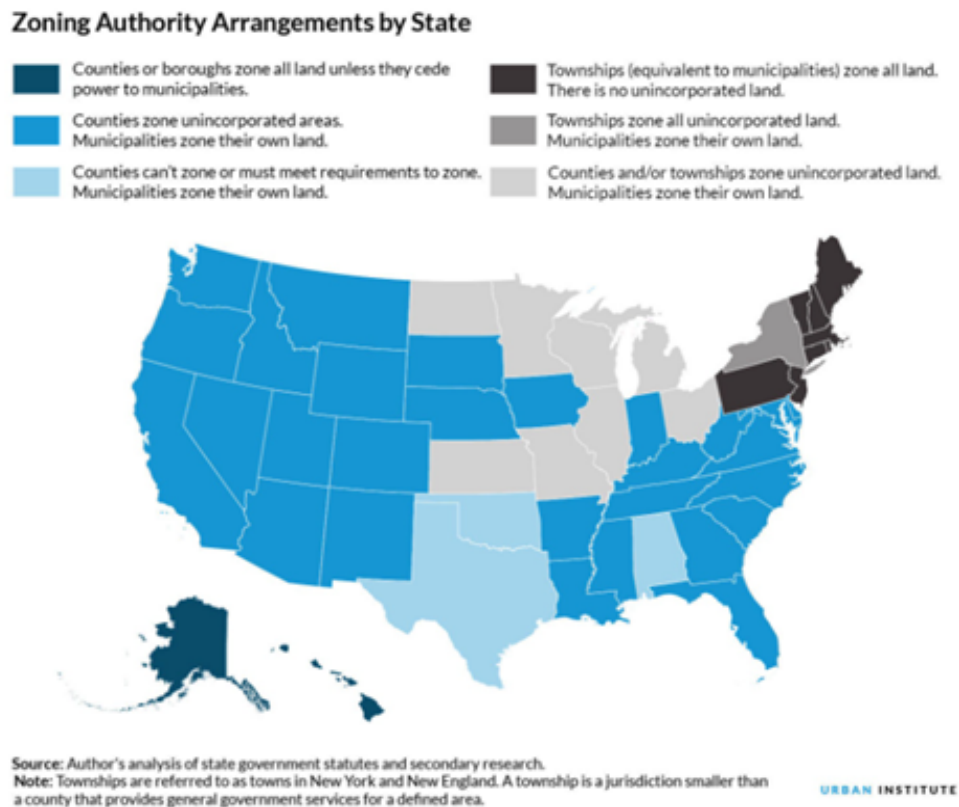 Zoning Authority Arrangements by State
Counties or boroughs zone all land unless they cede
power to municipalities.
Counties zone unincorporated areas.
Municipalities zone their own land.
Counties can't zone or must meet requirements to zone.
Municipalities zone their own land.
Townships (equivalent to municipalities) zone all land.
There is no unincorporated land.
Townships zone all unincorporated land.
Municipalities zone their own land.
Counties and/or townships zone unincorporated land.
Municipalities zone their own land.
Source: Author's analysis of state government statutes and secondary research.
Note: Townships are referred to as towns in New York and New England. A township is a jurisdiction smaller than
a county that provides general government services for a defined area.
URBAN INSTITUTE